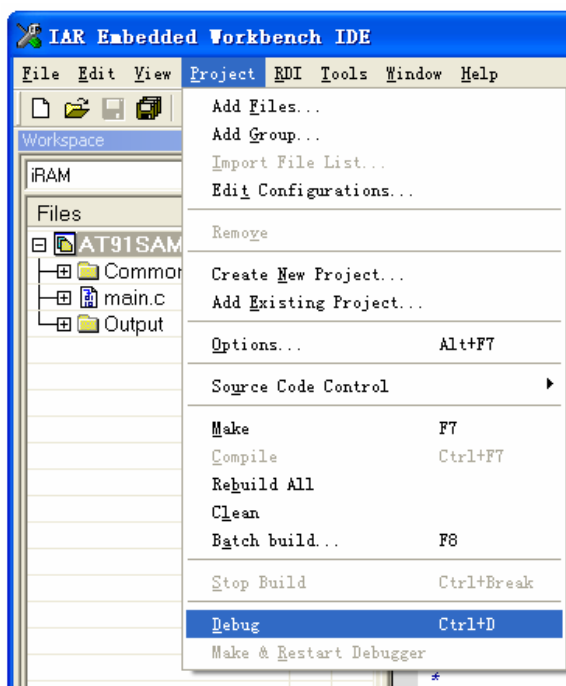 IAR Embedded Workbench IDE
File Edit View Project RDI Tools Window Help
Workspace
iRAM
Files
AT91SAM
Common
main.c
Output
Add Files...
Add Group...
Import File List...
Edit Configurations...
Remove
Create New Project...
Add Existing Project...
Options... Alt+F7
Source Code Control
Make F7
Compile Ctrl+F7
Rebuild All
Clean
Batch build... F8
Stop Build Ctrl+Break
Debug Ctrl+D
Make & Restart Debugger
*